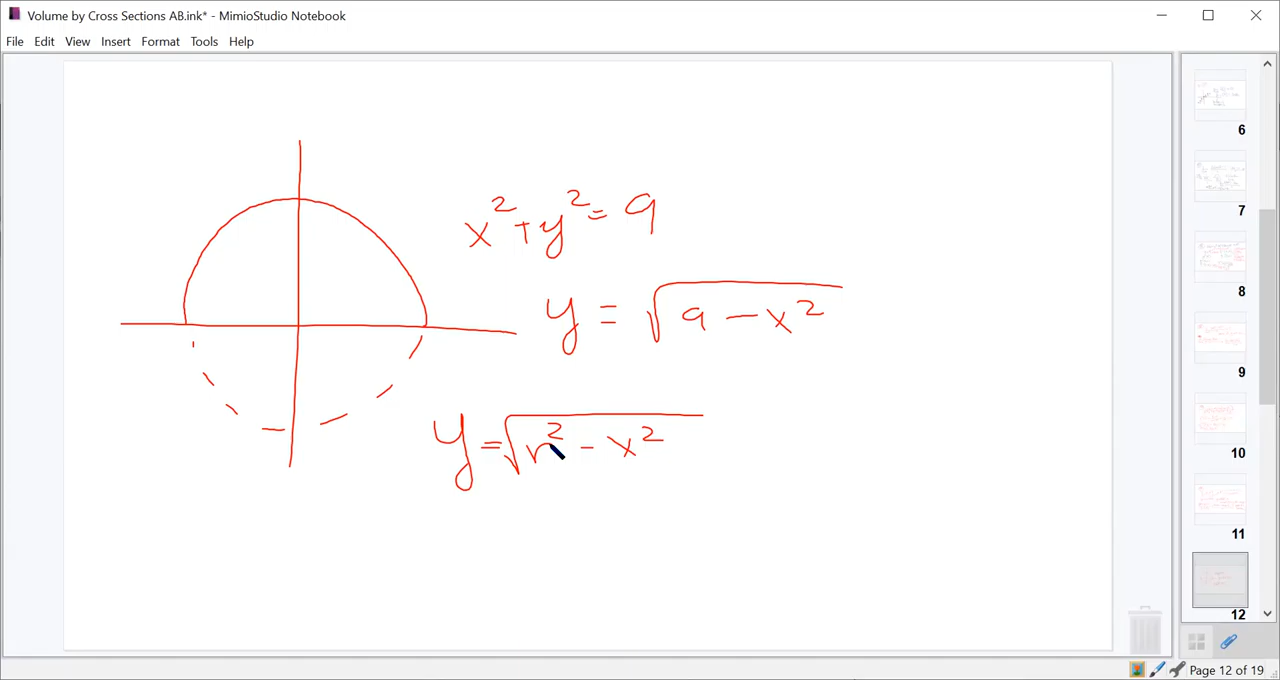 Volume by Cross Sections AB.ink* - MimioStudio Notebook
File Edit View Insert Format Tools Help
x² + y² = 9
y = √(9 - x²)
y = √(r² - x²)
6
7
8
9
10
11
12
Page 12 of 19